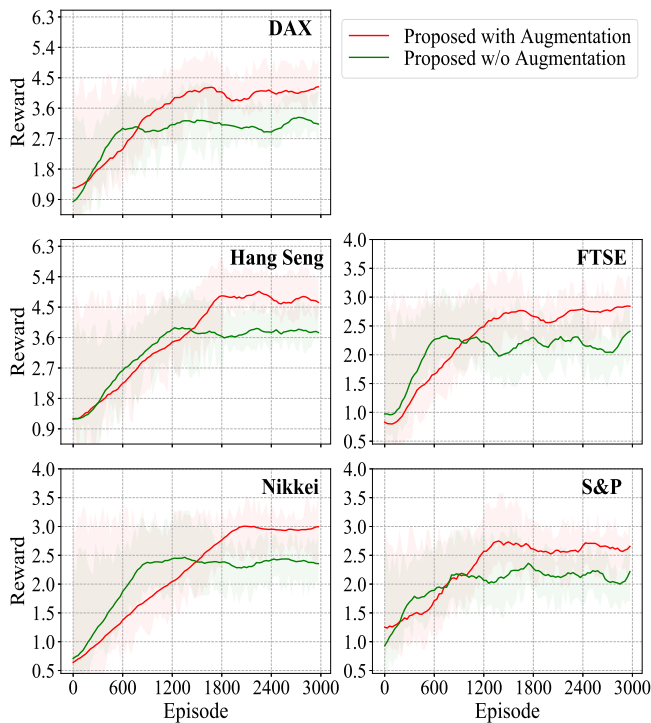 DAX
Proposed with Augmentation
Proposed w/o Augmentation
6.3
5.4
4.5
3.6
2.7
1.8
0.9
Reward
Hang Seng
6.3
5.4
4.5
3.6
2.7
1.8
0.9
Reward
FTSE
4.0
3.5
3.0
2.5
2.0
1.5
1.0
0.5
Nikkei
4.0
3.5
3.0
2.5
2.0
1.5
1.0
0.5
Reward
0 600 1200 1800 2400 3000
Episode
S&P
4.0
3.5
3.0
2.5
2.0
1.5
1.0
0.5
0 600 1200 1800 2400 3000
Episode